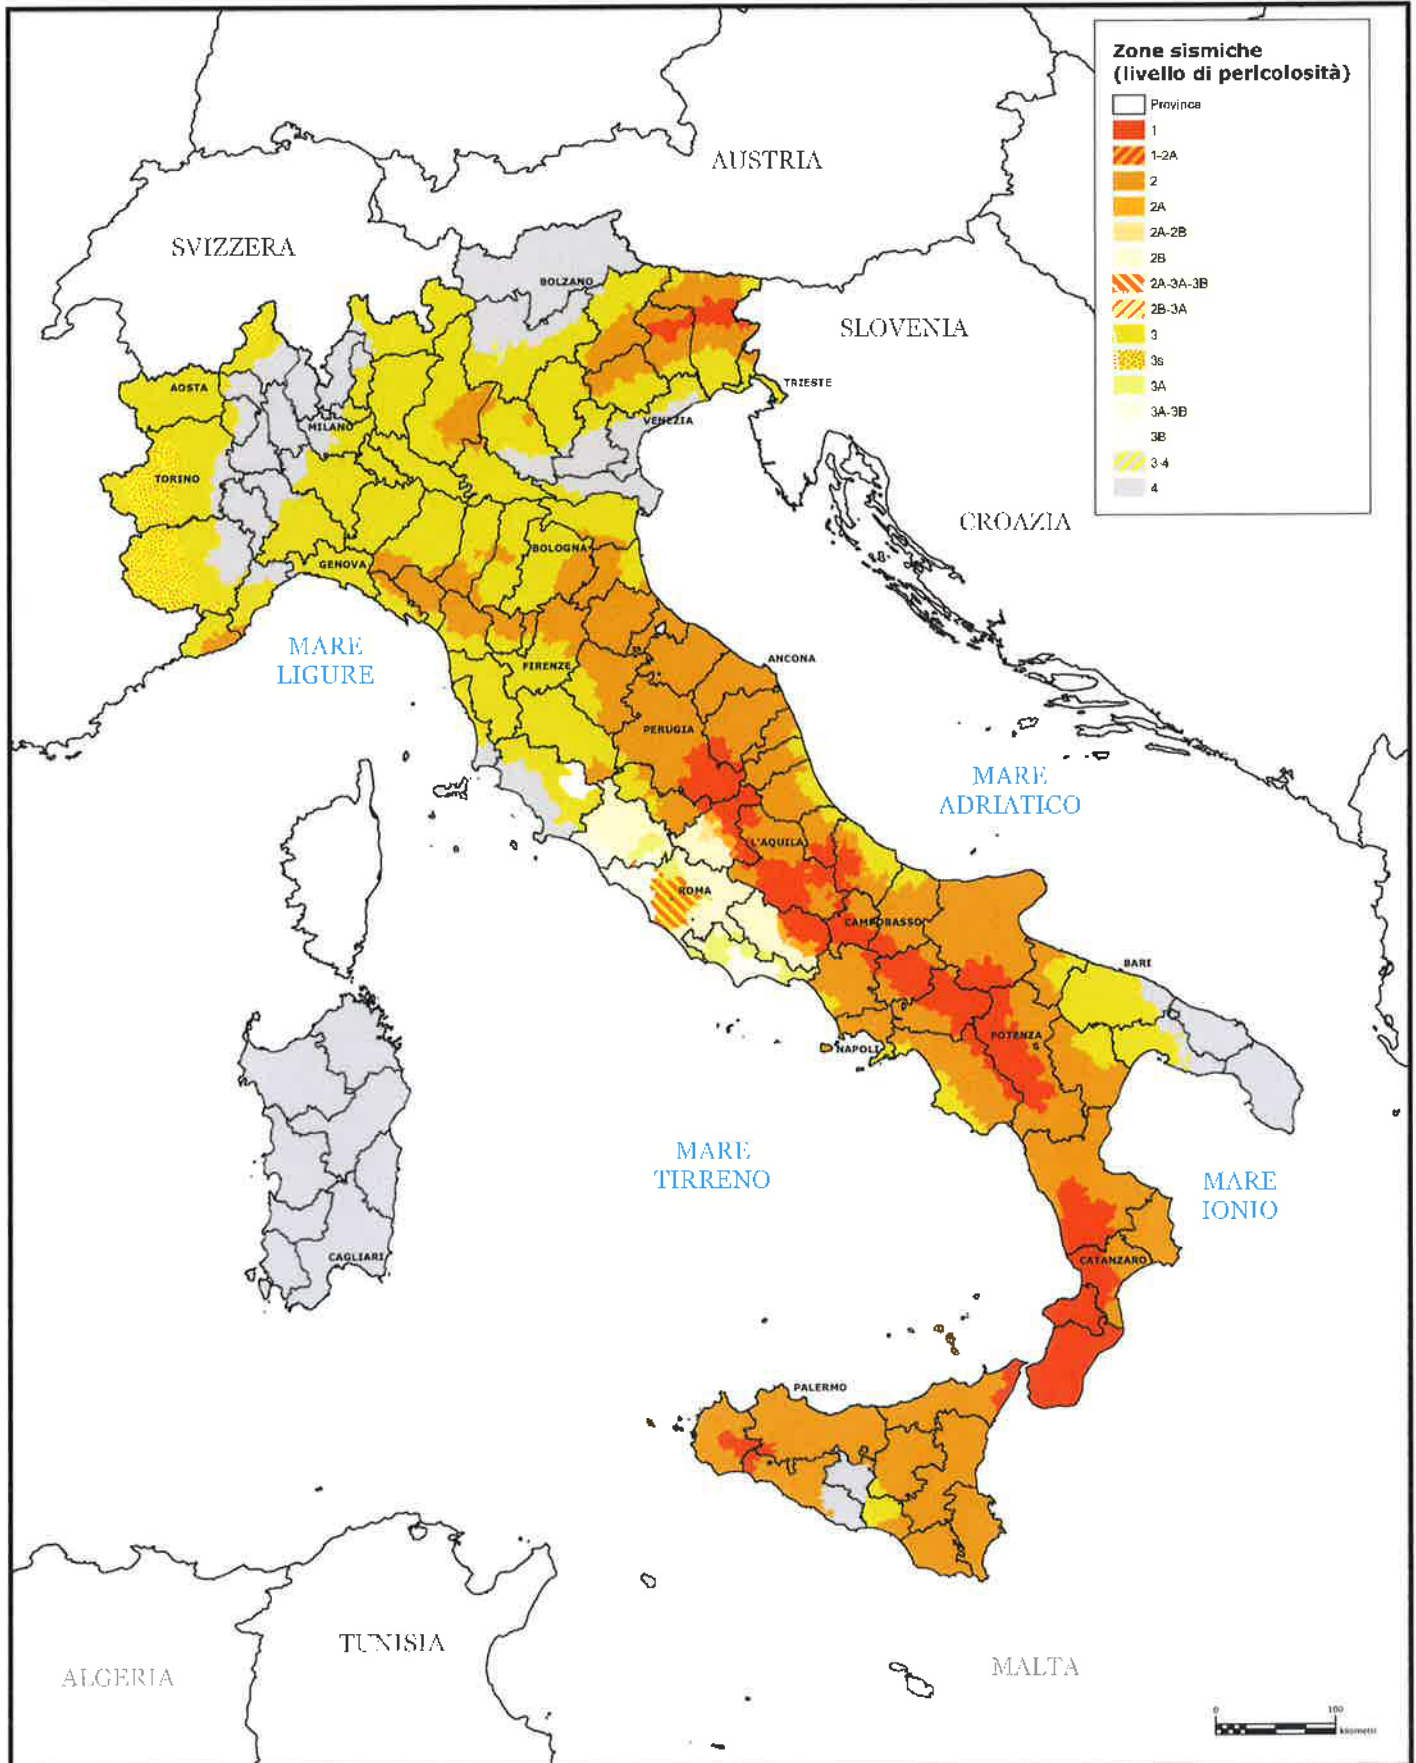 Zone sismiche
(livello di pericolosità)
Province
1
1-2A
2
2A
2A-2B
2B
2A-3A-3B
2B-3A
3
3s
3A
3A-3B
3B
3-4
4
AUSTRIA
SVIZZERA
BOLZANO
SLOVENIA
AOSTA
TRIESTE
MILANO
VENEZIA
TORINO
CROAZIA
BOLOGNA
GENOVA
MARE
LIGURE
FIRENZE
ANCONA
PERUGIA
MARE
ADRIATICO
L'AQUILA
ROMA
CAMPOBASSO
BARI
POTENZA
NAPOLI
MARE
TIRRENO
MARE
IONIO
CAGLIARI
CATANZARO
PALERMO
TUNISIA
ALGERIA
MALTA
0 100
kilometri